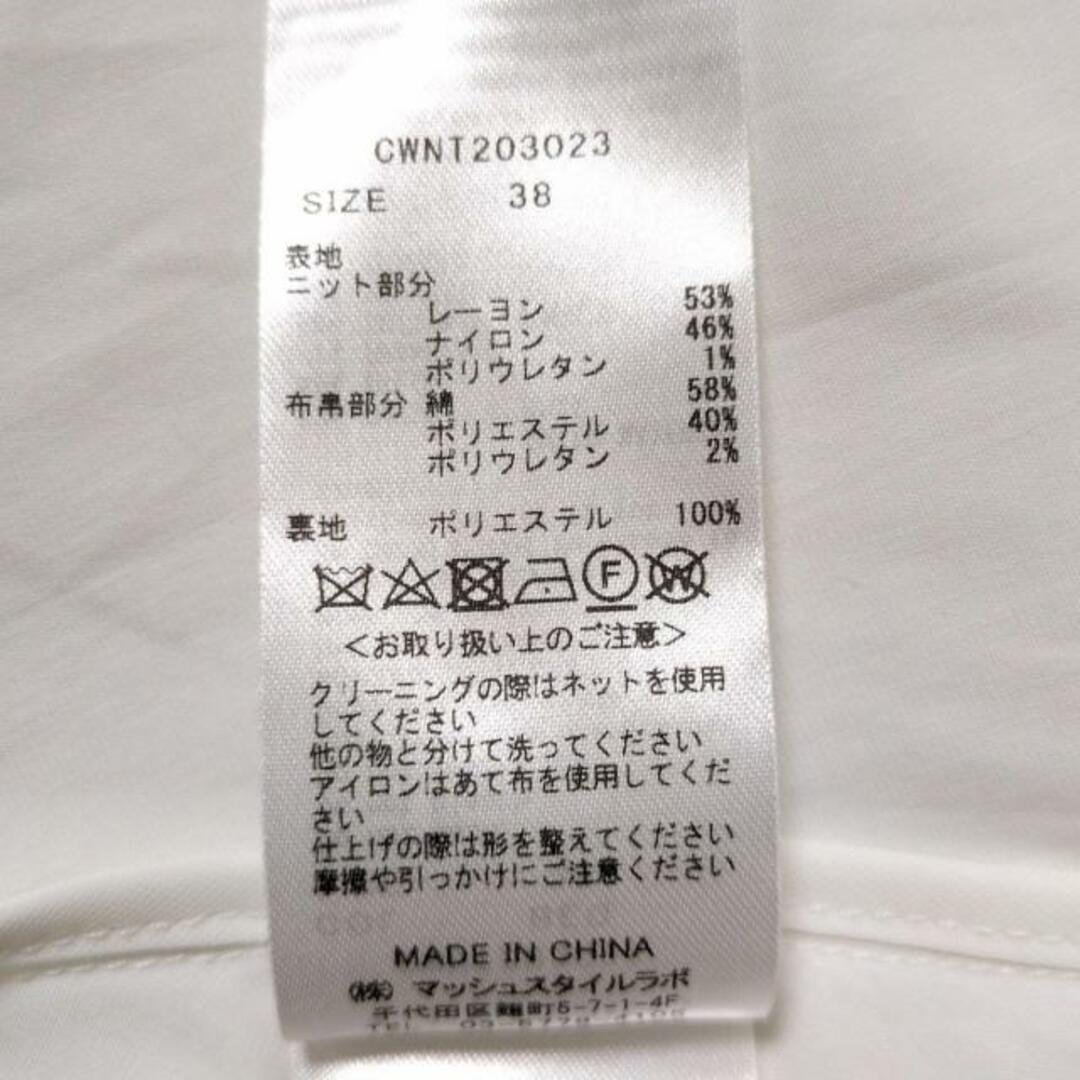 CWNT203023
SIZE 38
表地
ニット部分
レーヨン 53%
ナイロン 46%
ポリウレタン 1%
布帛部分 綿 58%
ポリエステル 40%
ポリウレタン 2%
裏地 ポリエステル 100%
F W
<お取り扱い上のご注意>
クリーニングの際はネットを使用
してください
他の物と分けて洗ってください
アイロンはあて布を使用してくだ
さい
仕上げの際は形を整えてください
摩擦や引っかけにご注意ください
MADE IN CHINA
㈱ マッシュスタイルラボ
千代田区麹町5-7-1-4F
TEL